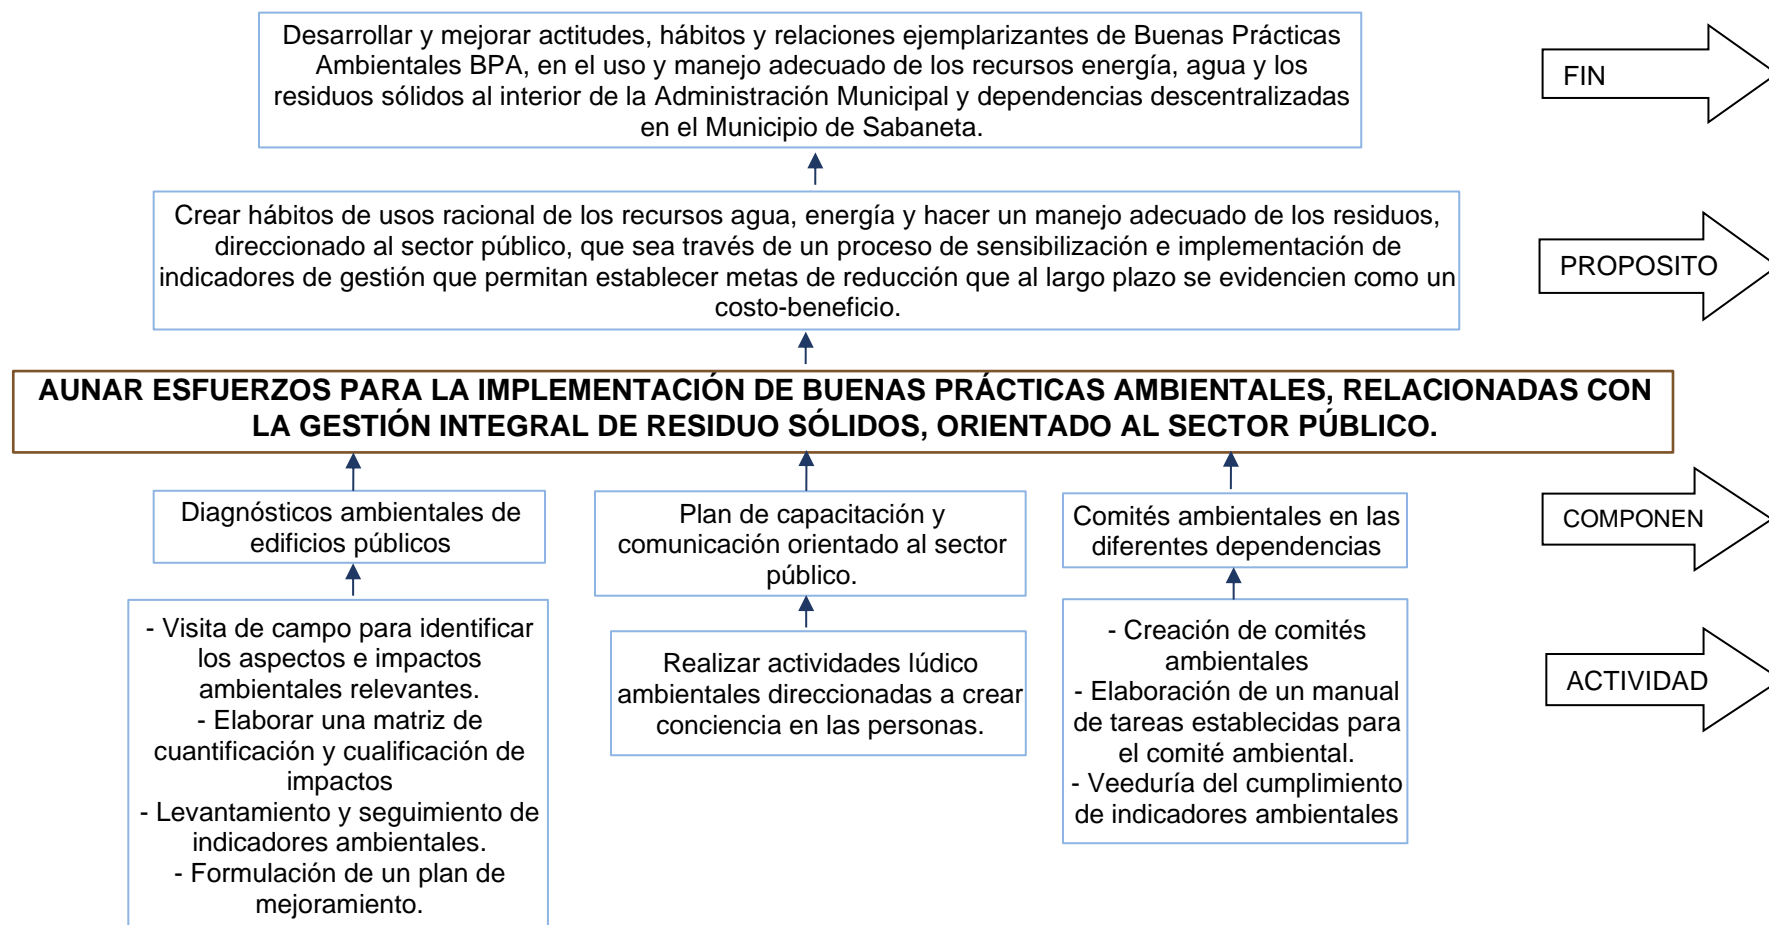 Desarrollar y mejorar actitudes, hábitos y relaciones ejemplarizantes de Buenas Prácticas
Ambientales BPA, en el uso y manejo adecuado de los recursos energía, agua y los
residuos sólidos al interior de la Administración Municipal y dependencias descentralizadas
en el Municipio de Sabaneta.
FIN
Crear hábitos de usos racional de los recursos agua, energía y hacer un manejo adecuado de los residuos,
direccionado al sector público, que sea través de un proceso de sensibilización e implementación de
indicadores de gestión que permitan establecer metas de reducción que al largo plazo se evidencien como un
costo-beneficio.
PROPOSITO
AUNAR ESFUERZOS PARA LA IMPLEMENTACIÓN DE BUENAS PRÁCTICAS AMBIENTALES, RELACIONADAS CON
LA GESTIÓN INTEGRAL DE RESIDUO SÓLIDOS, ORIENTADO AL SECTOR PÚBLICO.
Diagnósticos ambientales de
edificios públicos
Plan de capacitación y
comunicación orientado al sector
público.
Comités ambientales en las
diferentes dependencias
COMPONEN
- Visita de campo para identificar
los aspectos e impactos
ambientales relevantes.
- Elaborar una matriz de
cuantificación y cualificación de
impactos
- Levantamiento y seguimiento de
indicadores ambientales.
- Formulación de un plan de
mejoramiento.
Realizar actividades lúdico
ambientales direccionadas a crear
conciencia en las personas.
- Creación de comités
ambientales
- Elaboración de un manual
de tareas establecidas para
el comité ambiental.
- Veeduría del cumplimiento
de indicadores ambientales
ACTIVIDAD